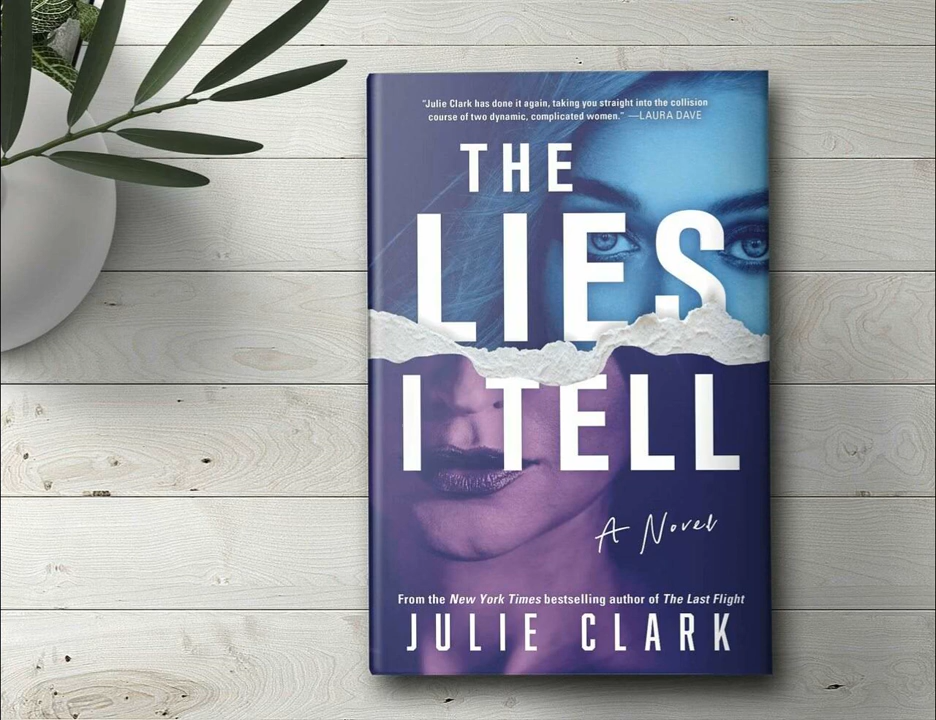 "Julie Clark has done it again, taking you straight into the collision
course of two dynamic, complicated women." —LAURA DAVE
THE
LIES
I TELL
A Novel
From the New York Times bestselling author of The Last Flight
JULIE CLARK